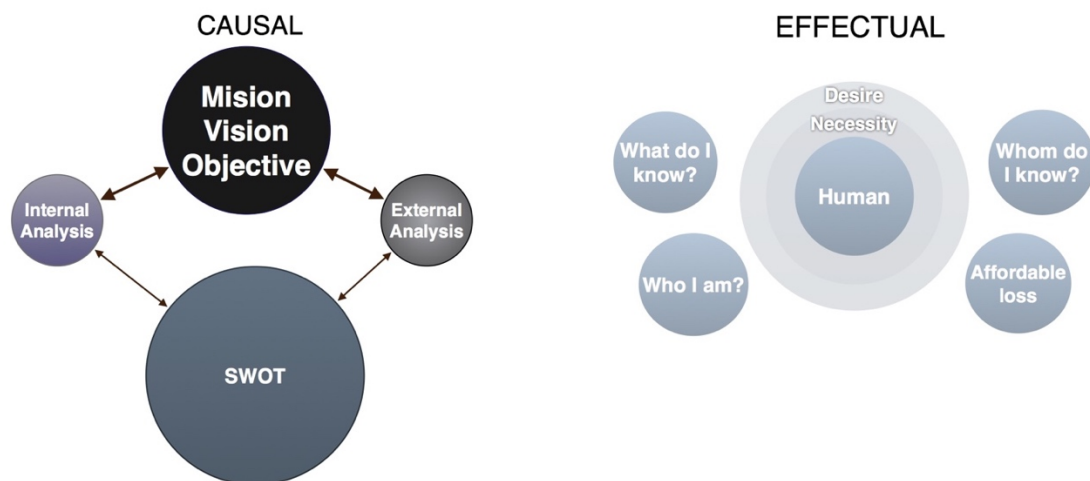 CAUSAL
Mision
Vision
Objective
Internal
Analysis
External
Analysis
SWOT
EFFECTUAL
Desire
Necessity
Human
What do I
know?
Whom do
I know?
Who I am?
Affordable
loss